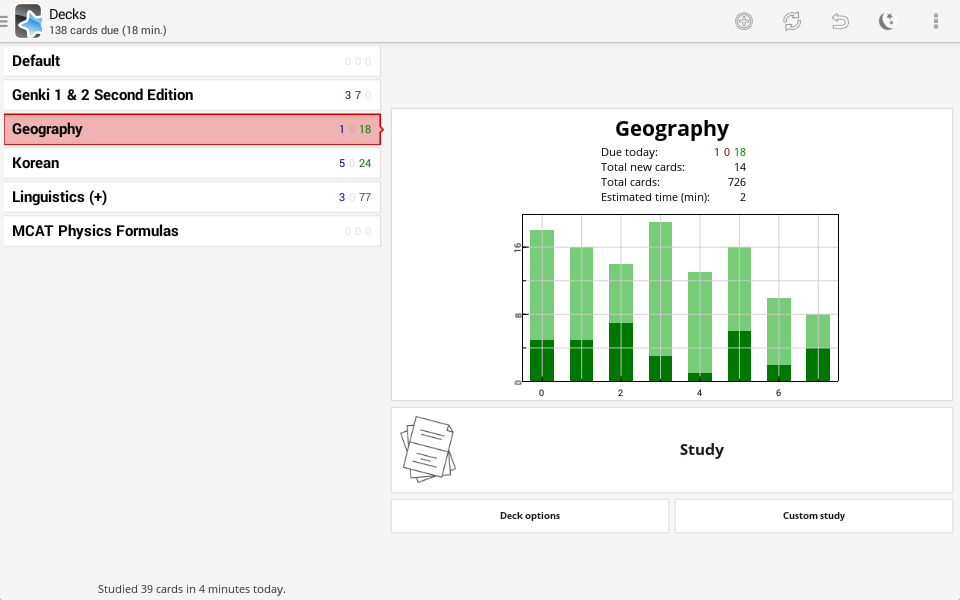 Decks
138 cards due (18 min.)
Default 0 0 0
Genki 1 & 2 Second Edition 3 7 0
Geography 1 0 18
Korean 5 0 24
Linguistics (+) 3 0 77
MCAT Physics Formulas 0 0 0
Geography
Due today: 1 0 18
Total new cards: 14
Total cards: 726
Estimated time (min): 2
16
8
0
0 2 4 6
Study
Deck options Custom study
Studied 39 cards in 4 minutes today.